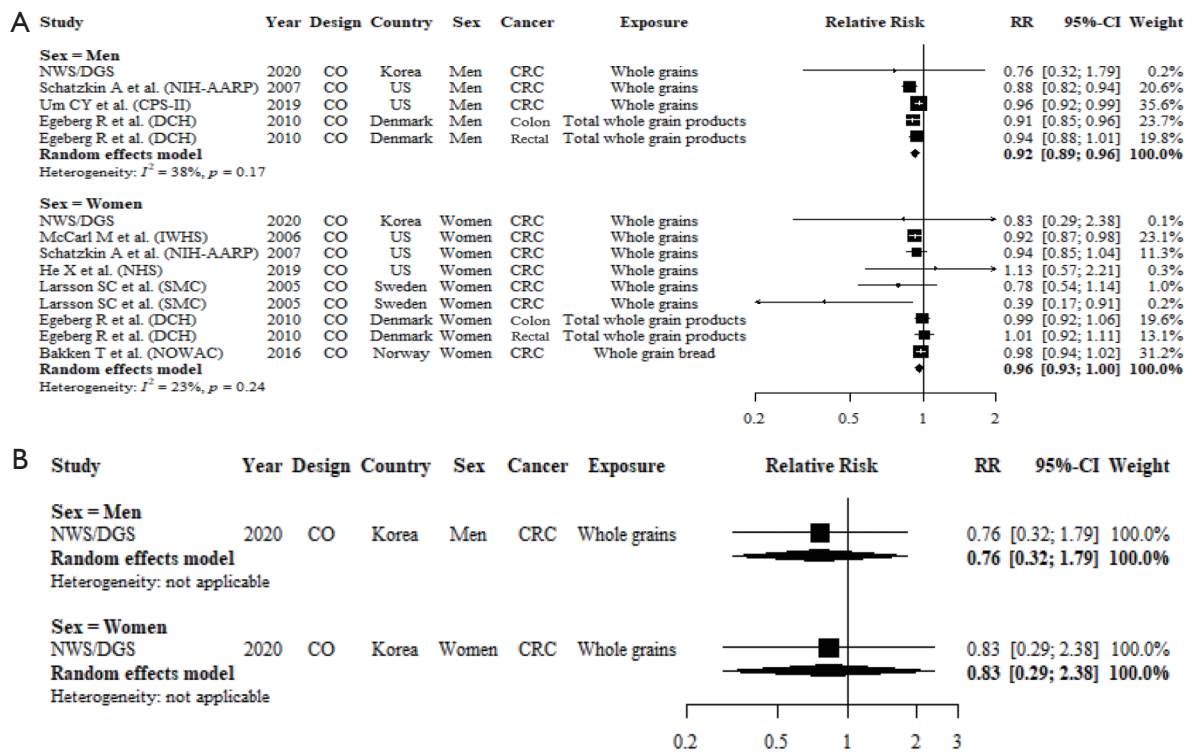 A
Study Year Design Country Sex Cancer Exposure Relative Risk RR 95%-CI Weight
Sex = Men
NWS/DGS 2020 CO Korea Men CRC Whole grains 0.76 [0.32; 1.79] 0.2%
Schatzkin A et al. (NIH-AARP) 2007 CO US Men CRC Whole grains 0.88 [0.82; 0.94] 20.6%
Um CY et al. (CPS-II) 2019 CO US Men CRC Whole grains 0.96 [0.92; 0.99] 35.6%
Egeberg R et al. (DCH) 2010 CO Denmark Men Colon Total whole grain products 0.91 [0.85; 0.96] 23.7%
Egeberg R et al. (DCH) 2010 CO Denmark Men Rectal Total whole grain products 0.94 [0.88; 1.01] 19.8%
Random effects model 0.92 [0.89; 0.96] 100.0%
Heterogeneity: I² = 38%, p = 0.17
Sex = Women
NWS/DGS 2020 CO Korea Women CRC Whole grains 0.83 [0.29; 2.38] 0.1%
McCarl M et al. (IWHS) 2006 CO US Women CRC Whole grains 0.92 [0.87; 0.98] 23.1%
Schatzkin A et al. (NIH-AARP) 2007 CO US Women CRC Whole grains 0.94 [0.85; 1.04] 11.3%
He X et al. (NHS) 2019 CO US Women CRC Whole grains 1.13 [0.57; 2.21] 0.3%
Larsson SC et al. (SMC) 2005 CO Sweden Women CRC Whole grains 0.78 [0.54; 1.14] 1.0%
Larsson SC et al. (SMC) 2005 CO Sweden Women CRC Whole grains 0.39 [0.17; 0.91] 0.2%
Egeberg R et al. (DCH) 2010 CO Denmark Women Colon Total whole grain products 0.99 [0.92; 1.06] 19.6%
Egeberg R et al. (DCH) 2010 CO Denmark Women Rectal Total whole grain products 1.01 [0.92; 1.11] 13.1%
Bakken T et al. (NOWAC) 2016 CO Norway Women CRC Whole grain bread 0.98 [0.94; 1.02] 31.2%
Random effects model 0.96 [0.93; 1.00] 100.0%
Heterogeneity: I² = 23%, p = 0.24
0.2 0.5 1 2
B
Study Year Design Country Sex Cancer Exposure Relative Risk RR 95%-CI Weight
Sex = Men
NWS/DGS 2020 CO Korea Men CRC Whole grains 0.76 [0.32; 1.79] 100.0%
Random effects model 0.76 [0.32; 1.79] 100.0%
Heterogeneity: not applicable
Sex = Women
NWS/DGS 2020 CO Korea Women CRC Whole grains 0.83 [0.29; 2.38] 100.0%
Random effects model 0.83 [0.29; 2.38] 100.0%
Heterogeneity: not applicable
0.2 0.5 1 2 3